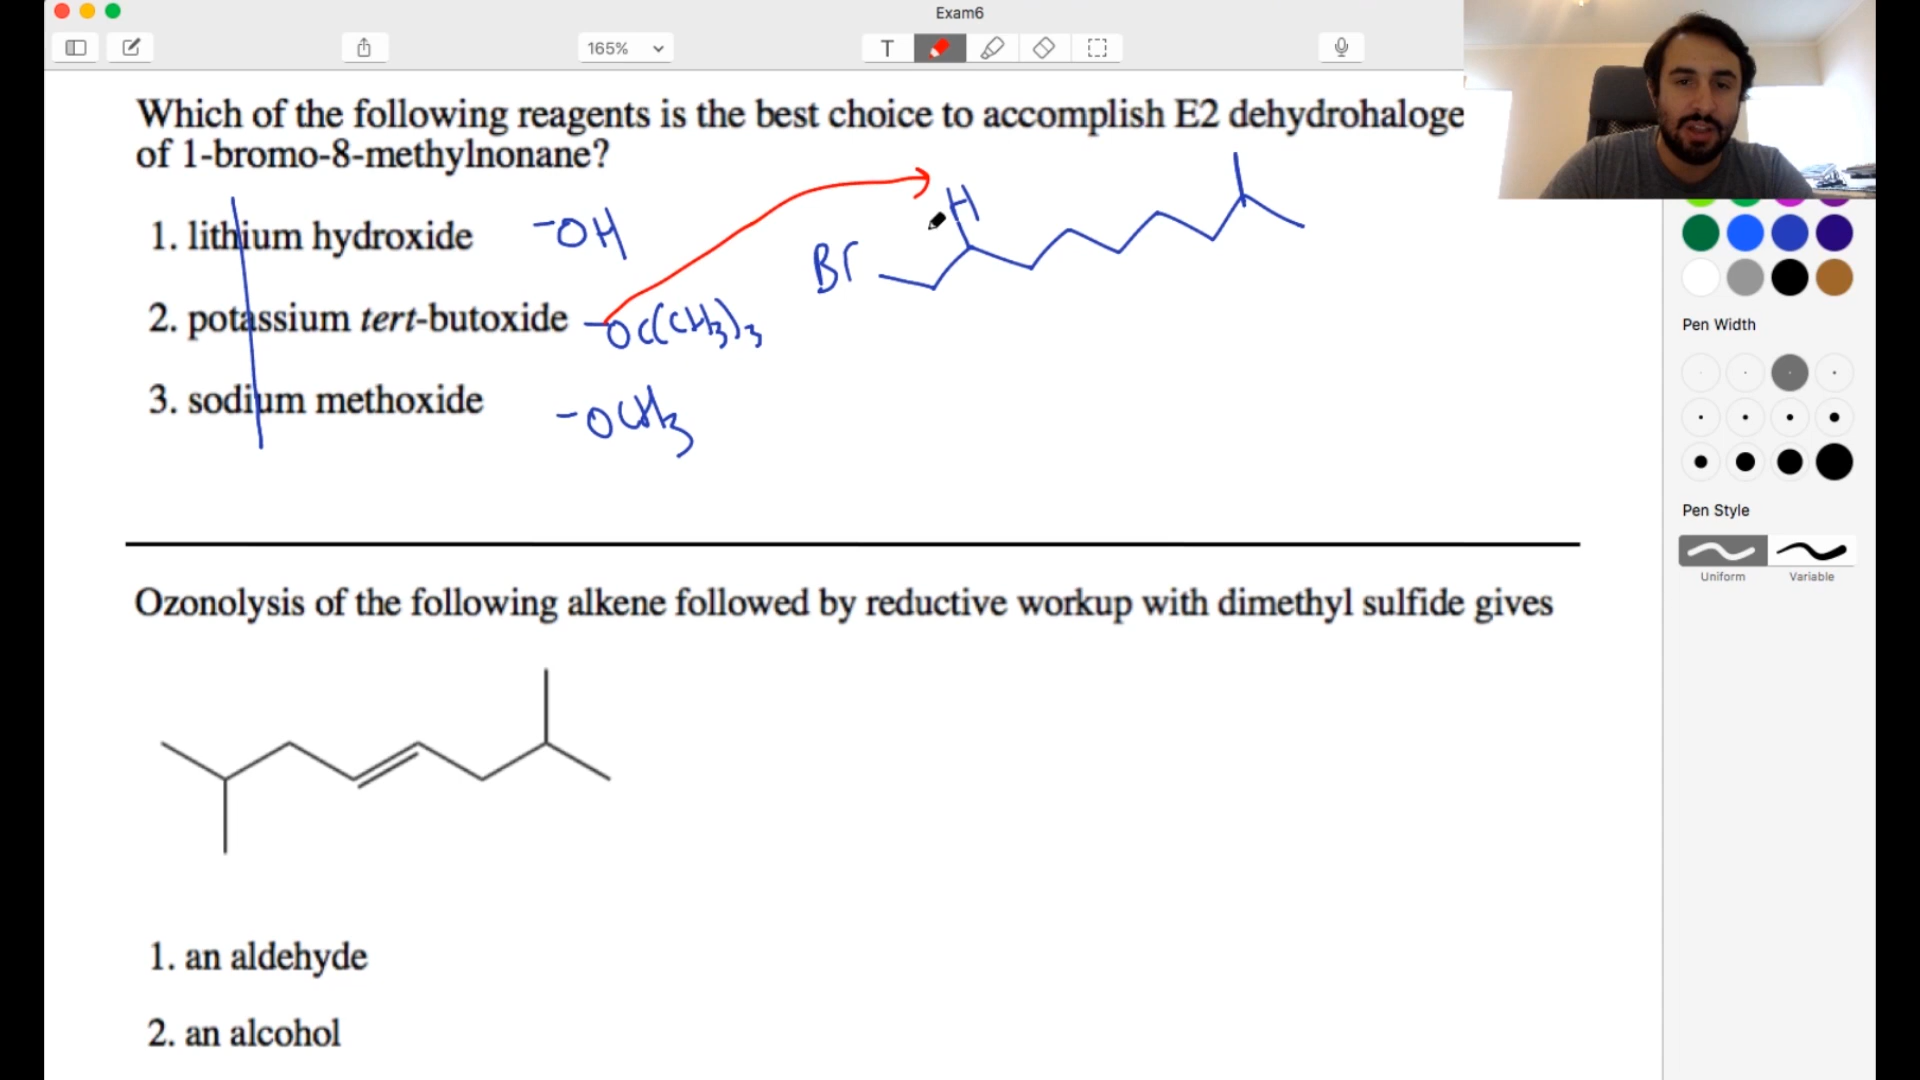 Exam6
165%
T
Which of the following reagents is the best choice to accomplish E2 dehydrohaloge
of 1-bromo-8-methylnonane?
1. lithium hydroxide
⁻OH
H
Br
2. potassium tert-butoxide
⁻OC(CH₃)₃
3. sodium methoxide
⁻OCH₃
Ozonolysis of the following alkene followed by reductive workup with dimethyl sulfide gives
1. an aldehyde
2. an alcohol
Pen Width
Pen Style
Uniform
Variable